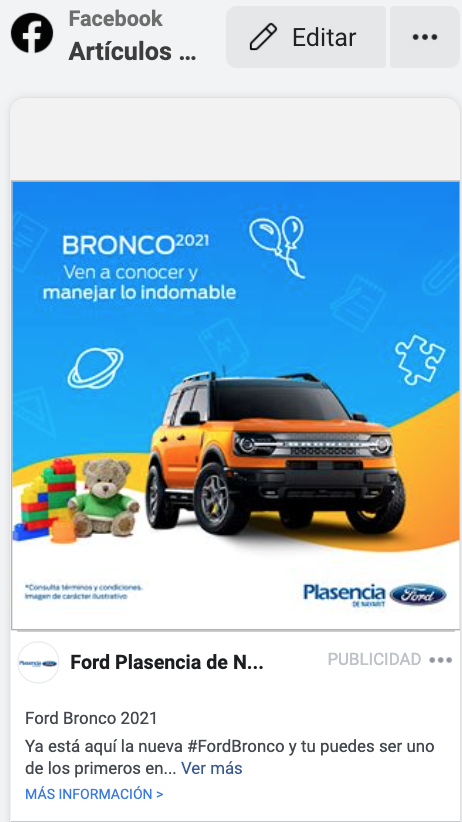 Facebook
Artículos ...
Editar
BRONCO²⁰²¹
Ven a conocer y
manejar lo indomable
*Consulta términos y condiciones.
Imagen de carácter ilustrativo
Plasencia
DE NAYARIT
Ford
Ford Plasencia de N...
PUBLICIDAD
Ford Bronco 2021
Ya está aquí la nueva #FordBronco y tu puedes ser uno
de los primeros en... Ver más
MÁS INFORMACIÓN >